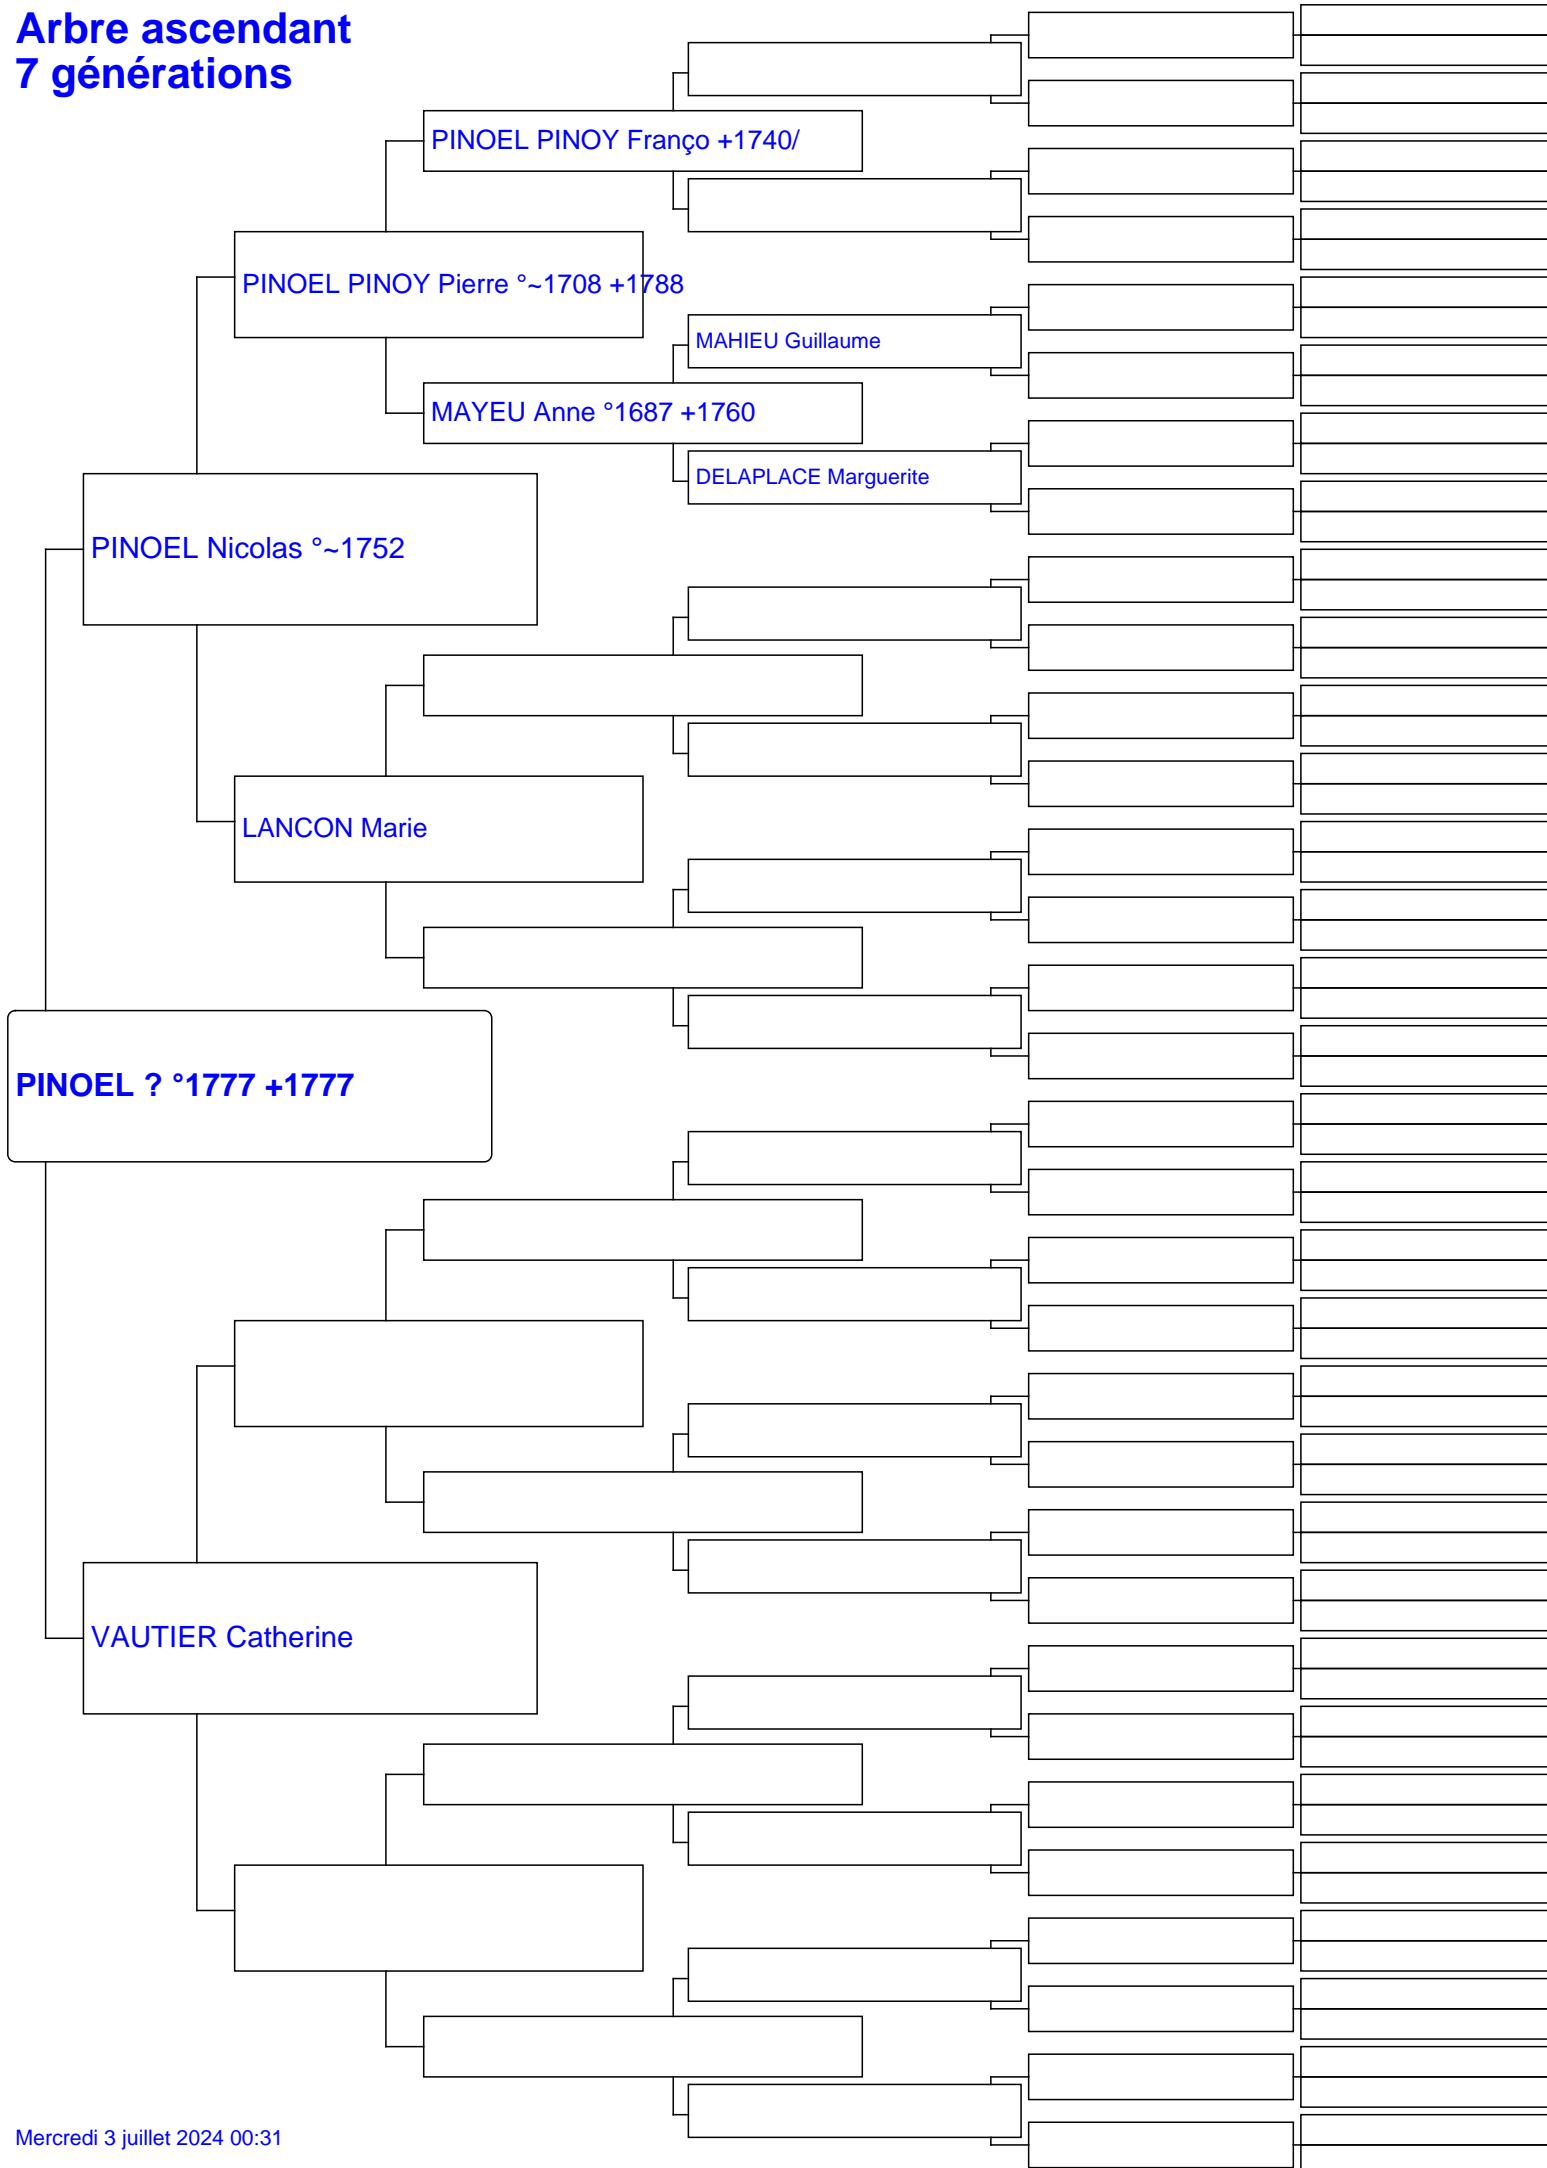 Arbre ascendant
7 générations
PINOEL PINOY Franço +1740/
PINOEL PINOY Pierre °~1708 +1788
MAHIEU Guillaume
MAYEU Anne °1687 +1760
DELAPLACE Marguerite
PINOEL Nicolas °~1752
LANCON Marie
PINOEL ? °1777 +1777
VAUTIER Catherine
Mercredi 3 juillet 2024 00:31